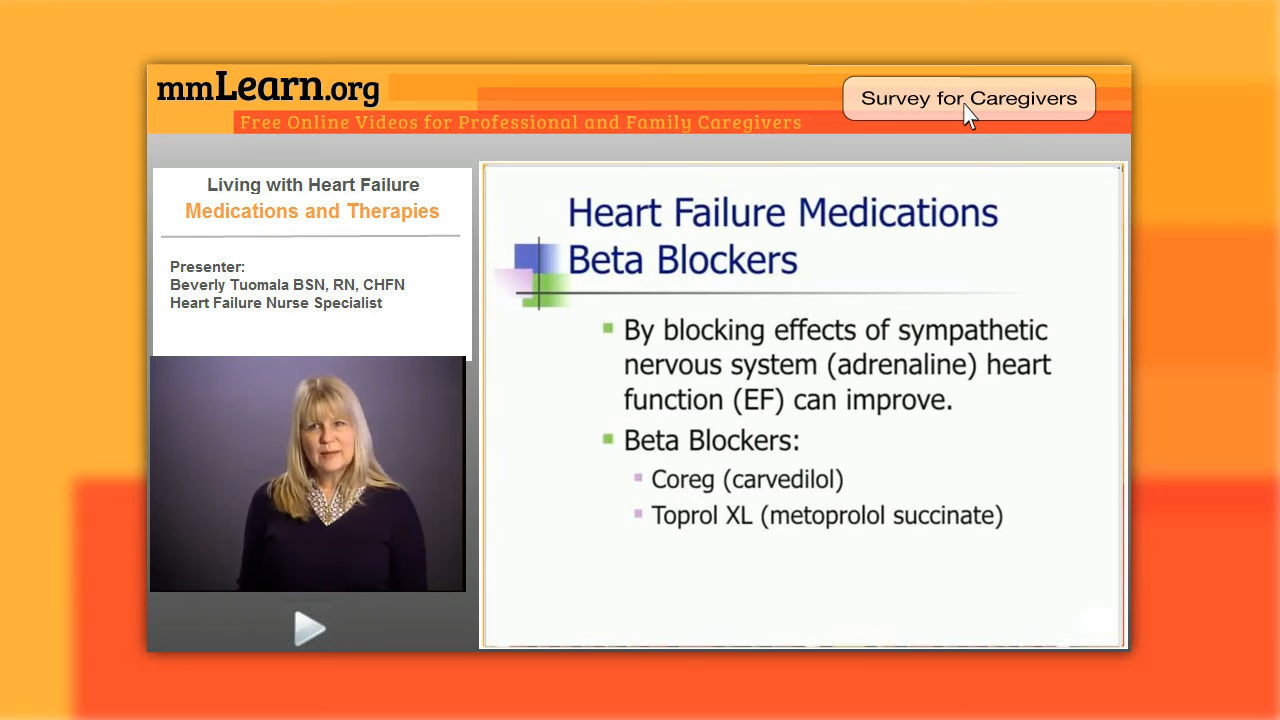 mmLearn.org
Free Online Videos for Professional and Family Caregivers
Survey for Caregivers
Living with Heart Failure
Medications and Therapies
Presenter:
Beverly Tuomala BSN, RN, CHFN
Heart Failure Nurse Specialist
Heart Failure Medications
Beta Blockers
By blocking effects of sympathetic
nervous system (adrenaline) heart
function (EF) can improve.
Beta Blockers:
Coreg (carvedilol)
Toprol XL (metoprolol succinate)